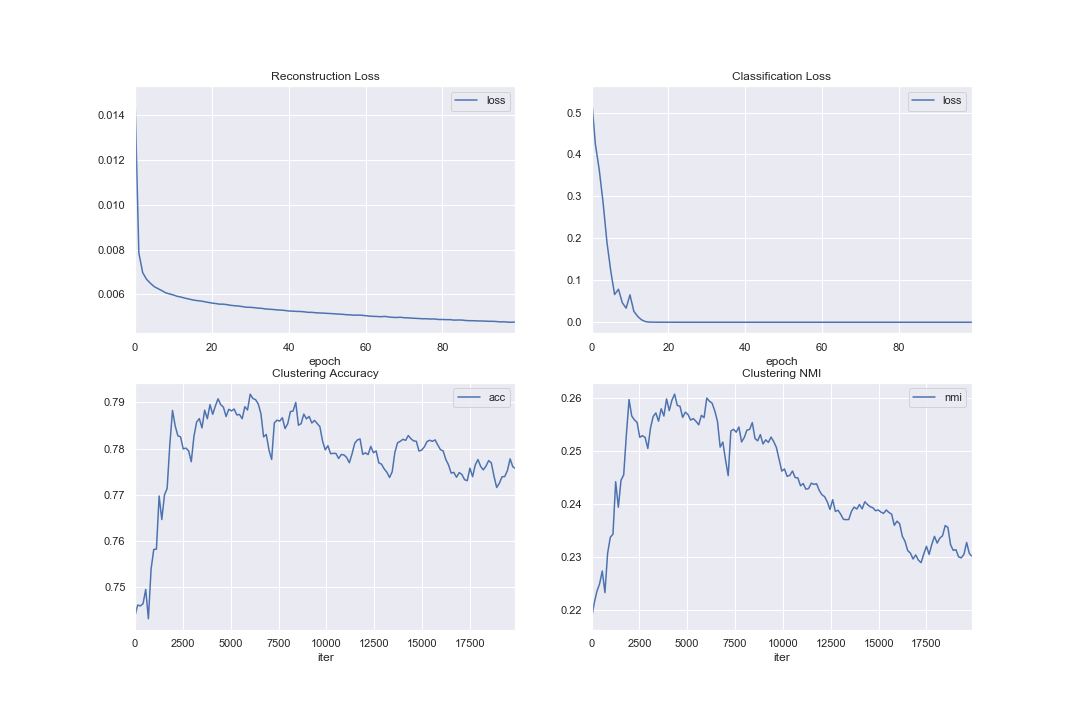 Reconstruction Loss
loss
0.014
0.012
0.010
0.008
0.006
0 20 40 60 80
epoch
Classification Loss
loss
0.5
0.4
0.3
0.2
0.1
0.0
0 20 40 60 80
epoch
Clustering Accuracy
acc
0.79
0.78
0.77
0.76
0.75
0 2500 5000 7500 10000 12500 15000 17500
iter
Clustering NMI
nmi
0.26
0.25
0.24
0.23
0.22
0 2500 5000 7500 10000 12500 15000 17500
iter